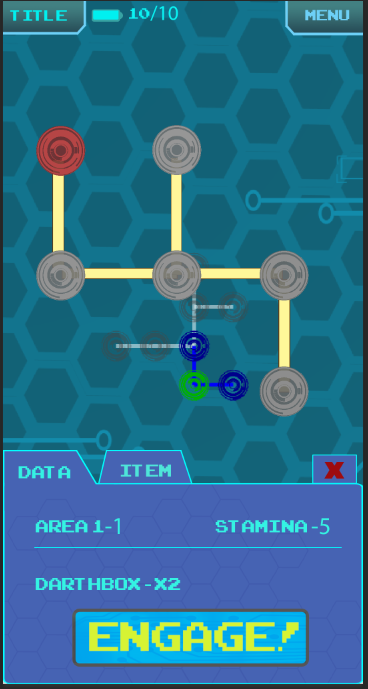 TITLE 10/10 MENU
DATA ITEM X
AREA 1-1 STAMINA-5
DARTHBOX-X2
ENGAGE!